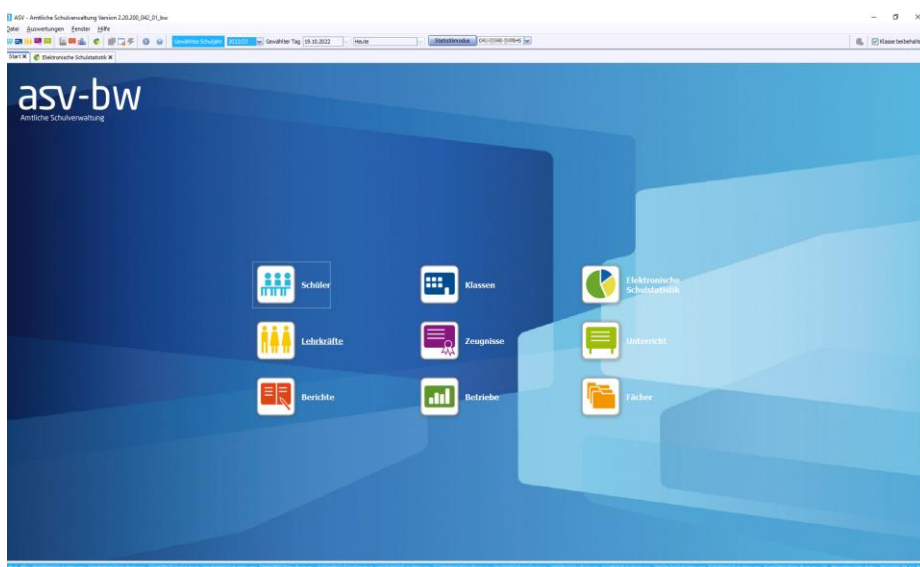 ASV - Amtliche Schulverwaltung Version 2.20.200_042_01_bw
Datei Auswertungen Fenster Hilfe
Gewähltes Schuljahr 2022/23 Gewählter Tag 19.10.2022 Heute Statistikmodus Klasse beibehalte
Start Elektronische Schulstatistik
asv-bw
Amtliche Schulverwaltung
Schüler
Klassen
Elektronische
Schulstatistik
Lehrkräfte
Zeugnisse
Unterricht
Berichte
Betriebe
Fächer